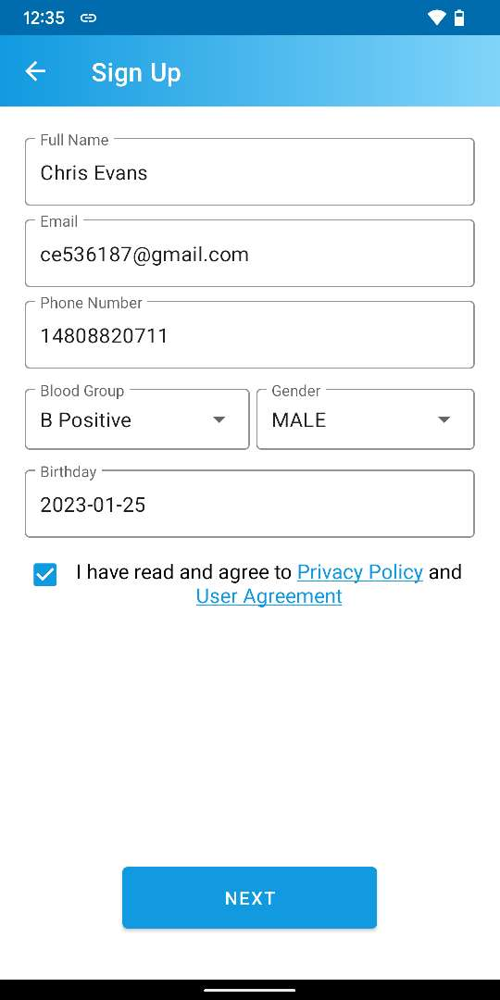 12:35
Sign Up
Full Name
Chris Evans
Email
ce536187@gmail.com
Phone Number
14808820711
Blood Group
B Positive
Gender
MALE
Birthday
2023-01-25
I have read and agree to Privacy Policy and
User Agreement
NEXT